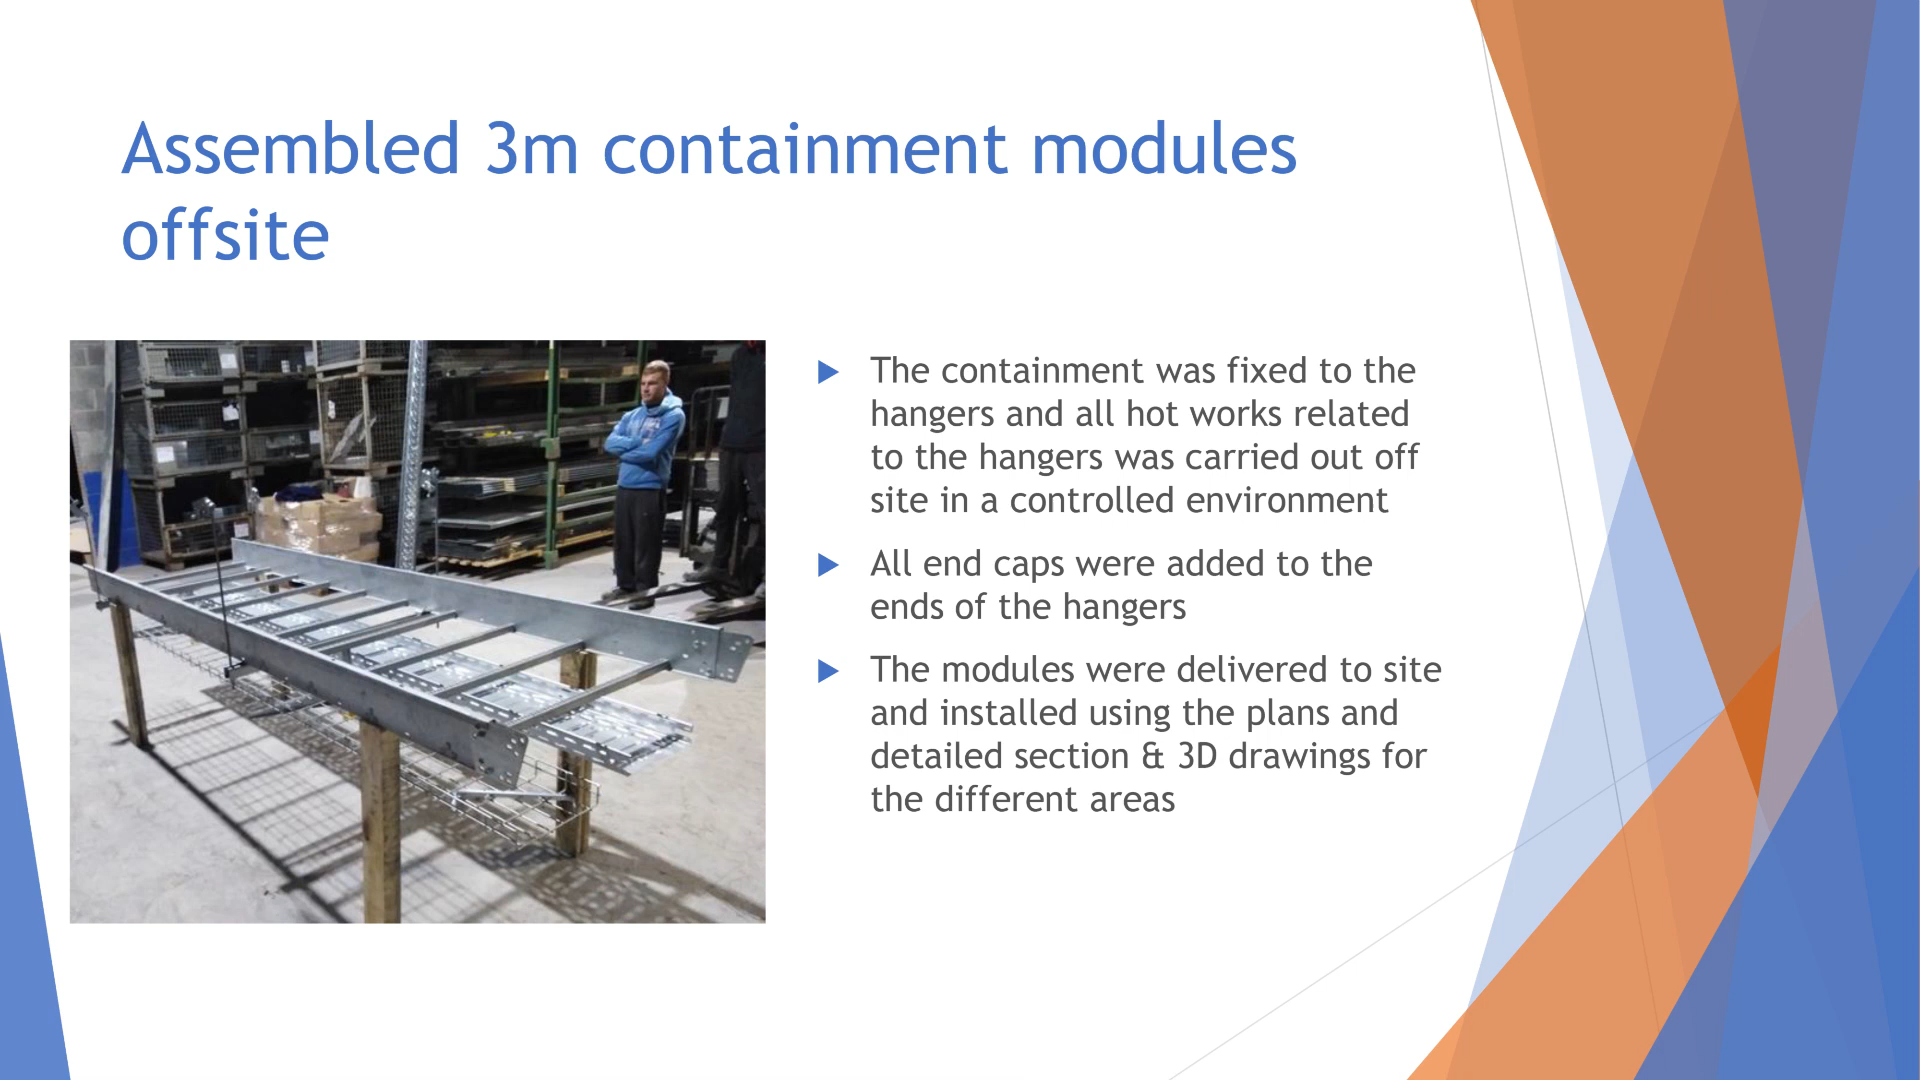 Assembled 3m containment modules
offsite
The containment was fixed to the
hangers and all hot works related
to the hangers was carried out off
site in a controlled environment
All end caps were added to the
ends of the hangers
The modules were delivered to site
and installed using the plans and
detailed section & 3D drawings for
the different areas